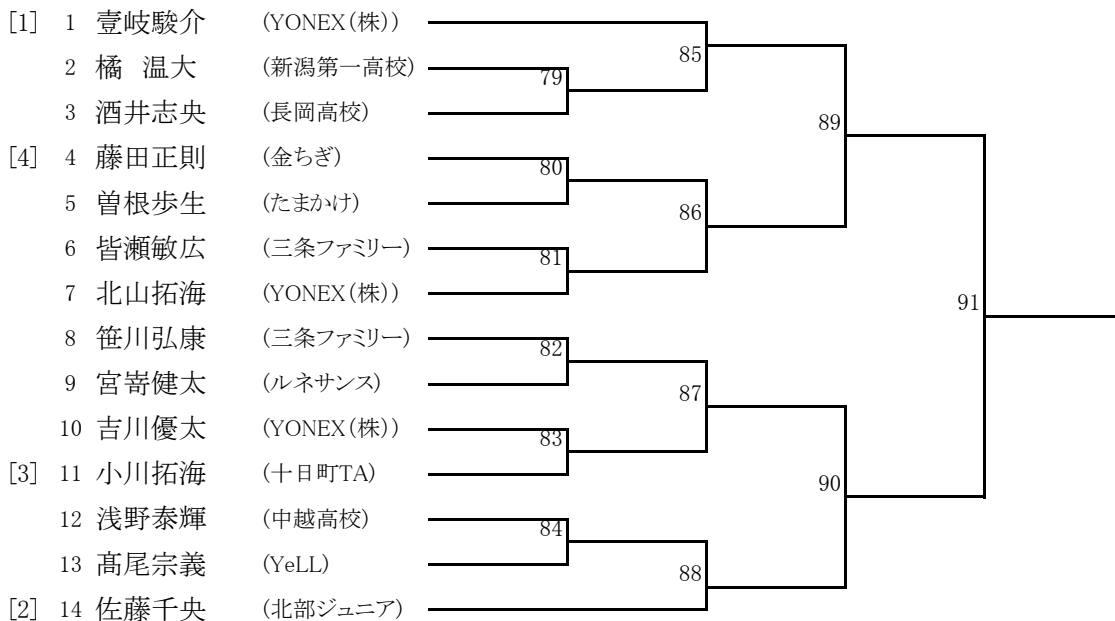 [1] 1 壹岐駿介 (YONEX(株))
85
2 橘 温大 (新潟第一高校)
79
3 酒井志央 (長岡高校)
89
[4] 4 藤田正則 (金ちぎ)
80
5 曽根歩生 (たまかけ)
86
6 皆瀬敏広 (三条ファミリー)
81
7 北山拓海 (YONEX(株))
91
8 笹川弘康 (三条ファミリー)
82
9 宮嵜健太 (ルネサンス)
87
10 吉川優太 (YONEX(株))
83
[3] 11 小川拓海 (十日町TA)
90
12 浅野泰輝 (中越高校)
84
13 髙尾宗義 (YeLL)
88
[2] 14 佐藤千央 (北部ジュニア)